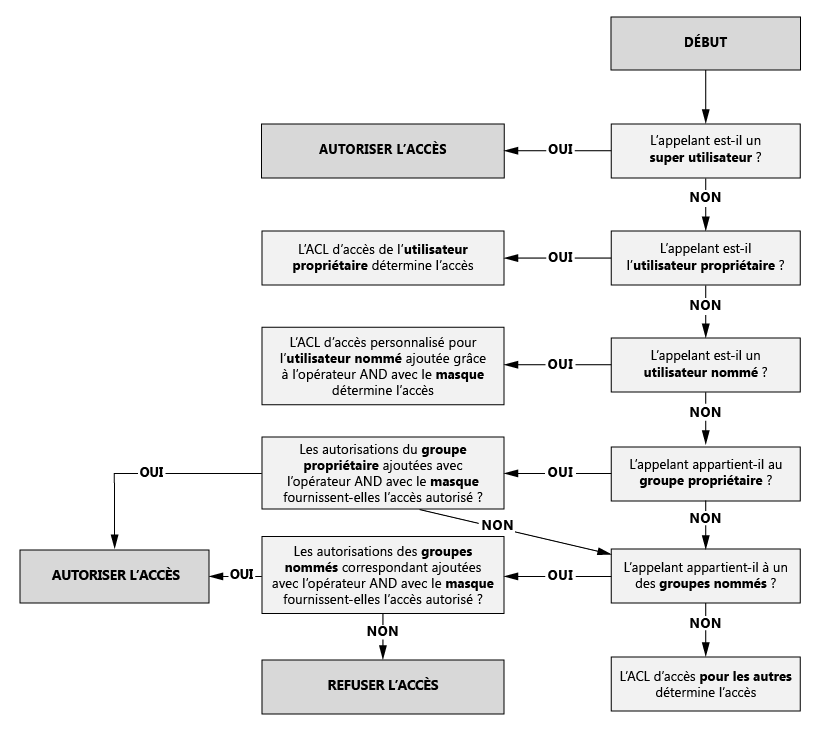 DÉBUT
L'appelant est-il un
super utilisateur ?
OUI
AUTORISER L'ACCÈS
NON
L'appelant est-il
l'utilisateur propriétaire ?
OUI
L'ACL d'accès de l'utilisateur
propriétaire détermine l'accès
NON
L'appelant est-il un
utilisateur nommé ?
OUI
L'ACL d'accès personnalisé pour
l'utilisateur nommé ajoutée grâce
à l'opérateur AND avec le masque
détermine l'accès
NON
L'appelant appartient-il au
groupe propriétaire ?
OUI
Les autorisations du groupe
propriétaire ajoutées avec
l'opérateur AND avec le masque
fournissent-elles l'accès autorisé ?
OUI
NON
NON
L'appelant appartient-il à un
des groupes nommés ?
OUI
Les autorisations des groupes
nommés correspondant ajoutées
avec l'opérateur AND avec le masque
fournissent-elles l'accès autorisé ?
OUI
AUTORISER L'ACCÈS
NON
REFUSER L'ACCÈS
NON
L'ACL d'accès pour les autres
détermine l'accès